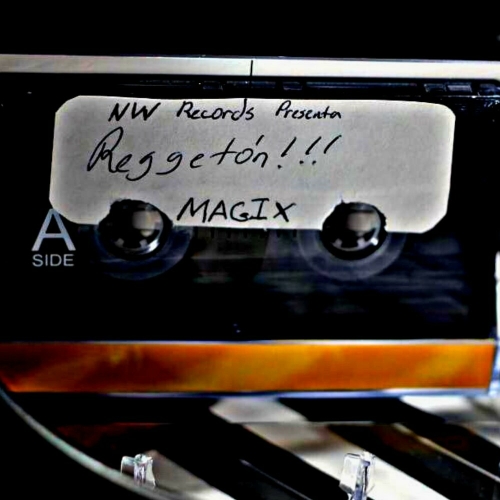 NW Records Presenta
Reggetón!!!
MAGIX
A
SIDE